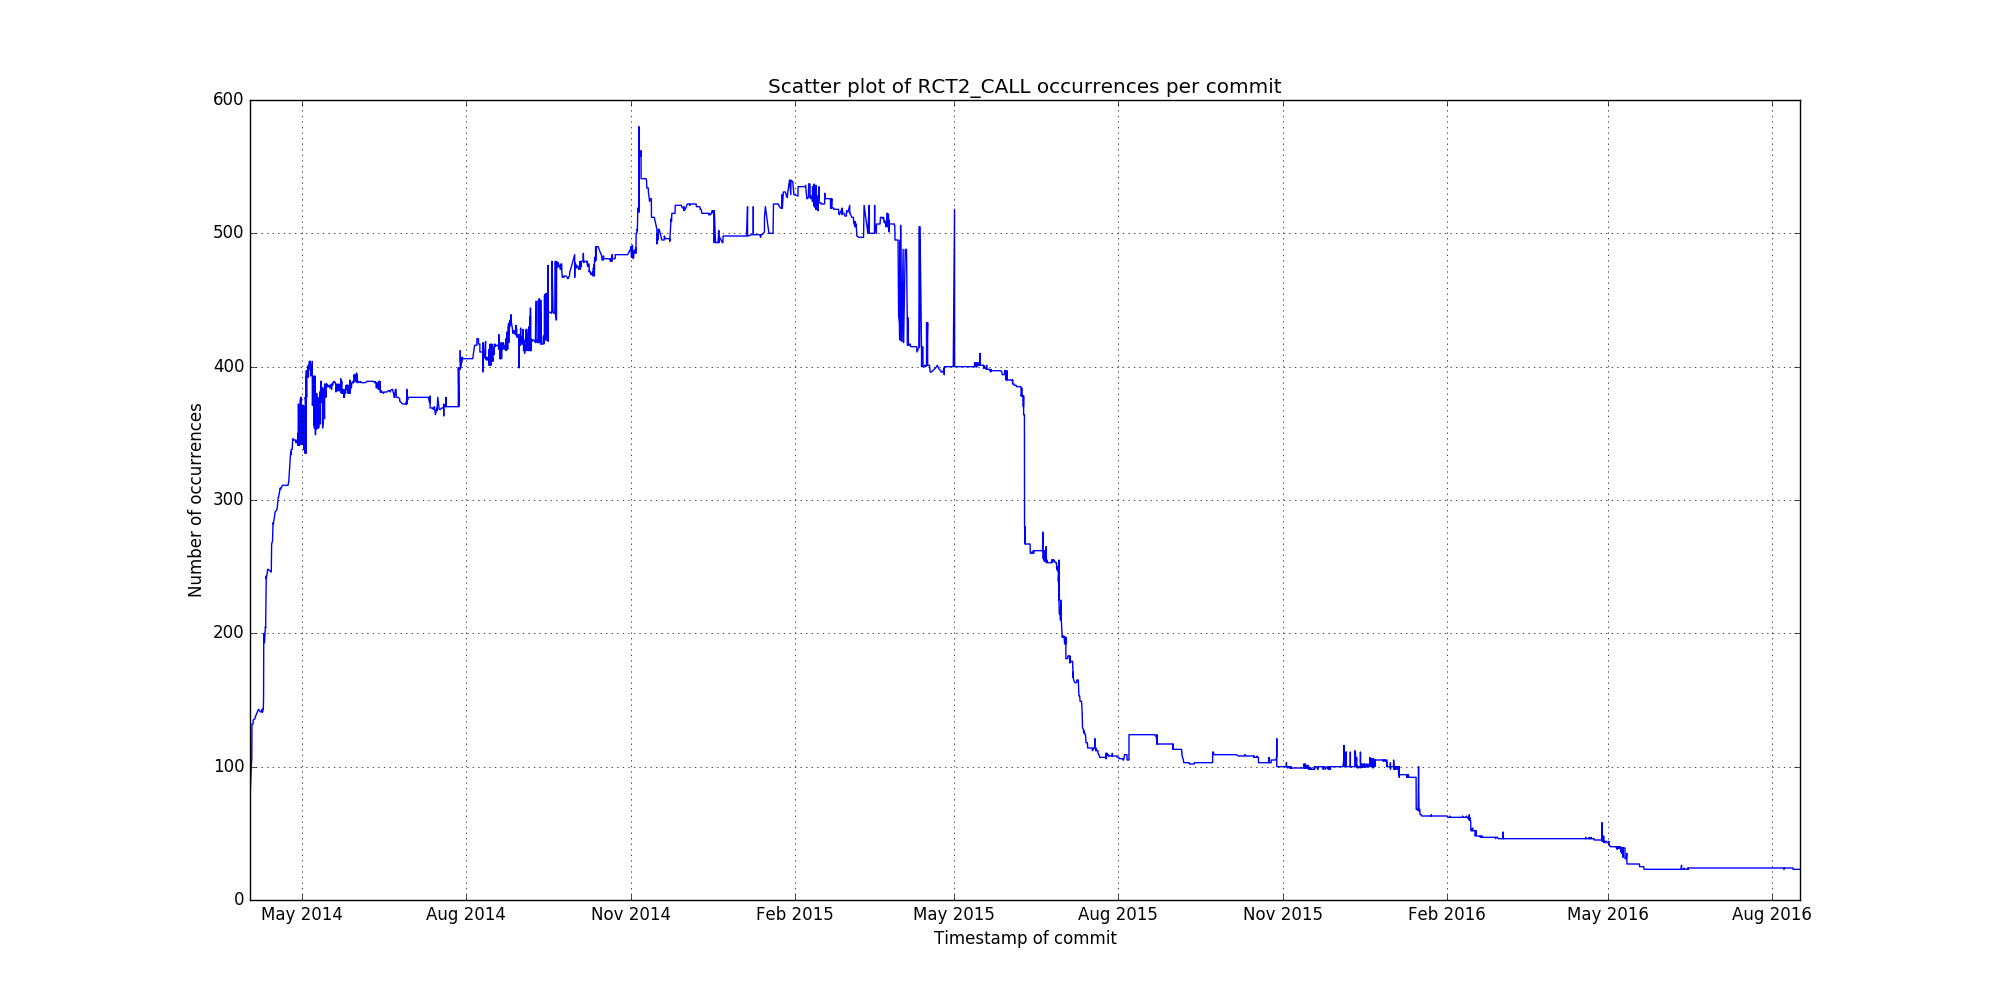 Scatter plot of RCT2_CALL occurrences per commit
600
500
400
300
200
100
0
Number of occurrences
May 2014 Aug 2014 Nov 2014 Feb 2015 May 2015 Aug 2015 Nov 2015 Feb 2016 May 2016 Aug 2016
Timestamp of commit